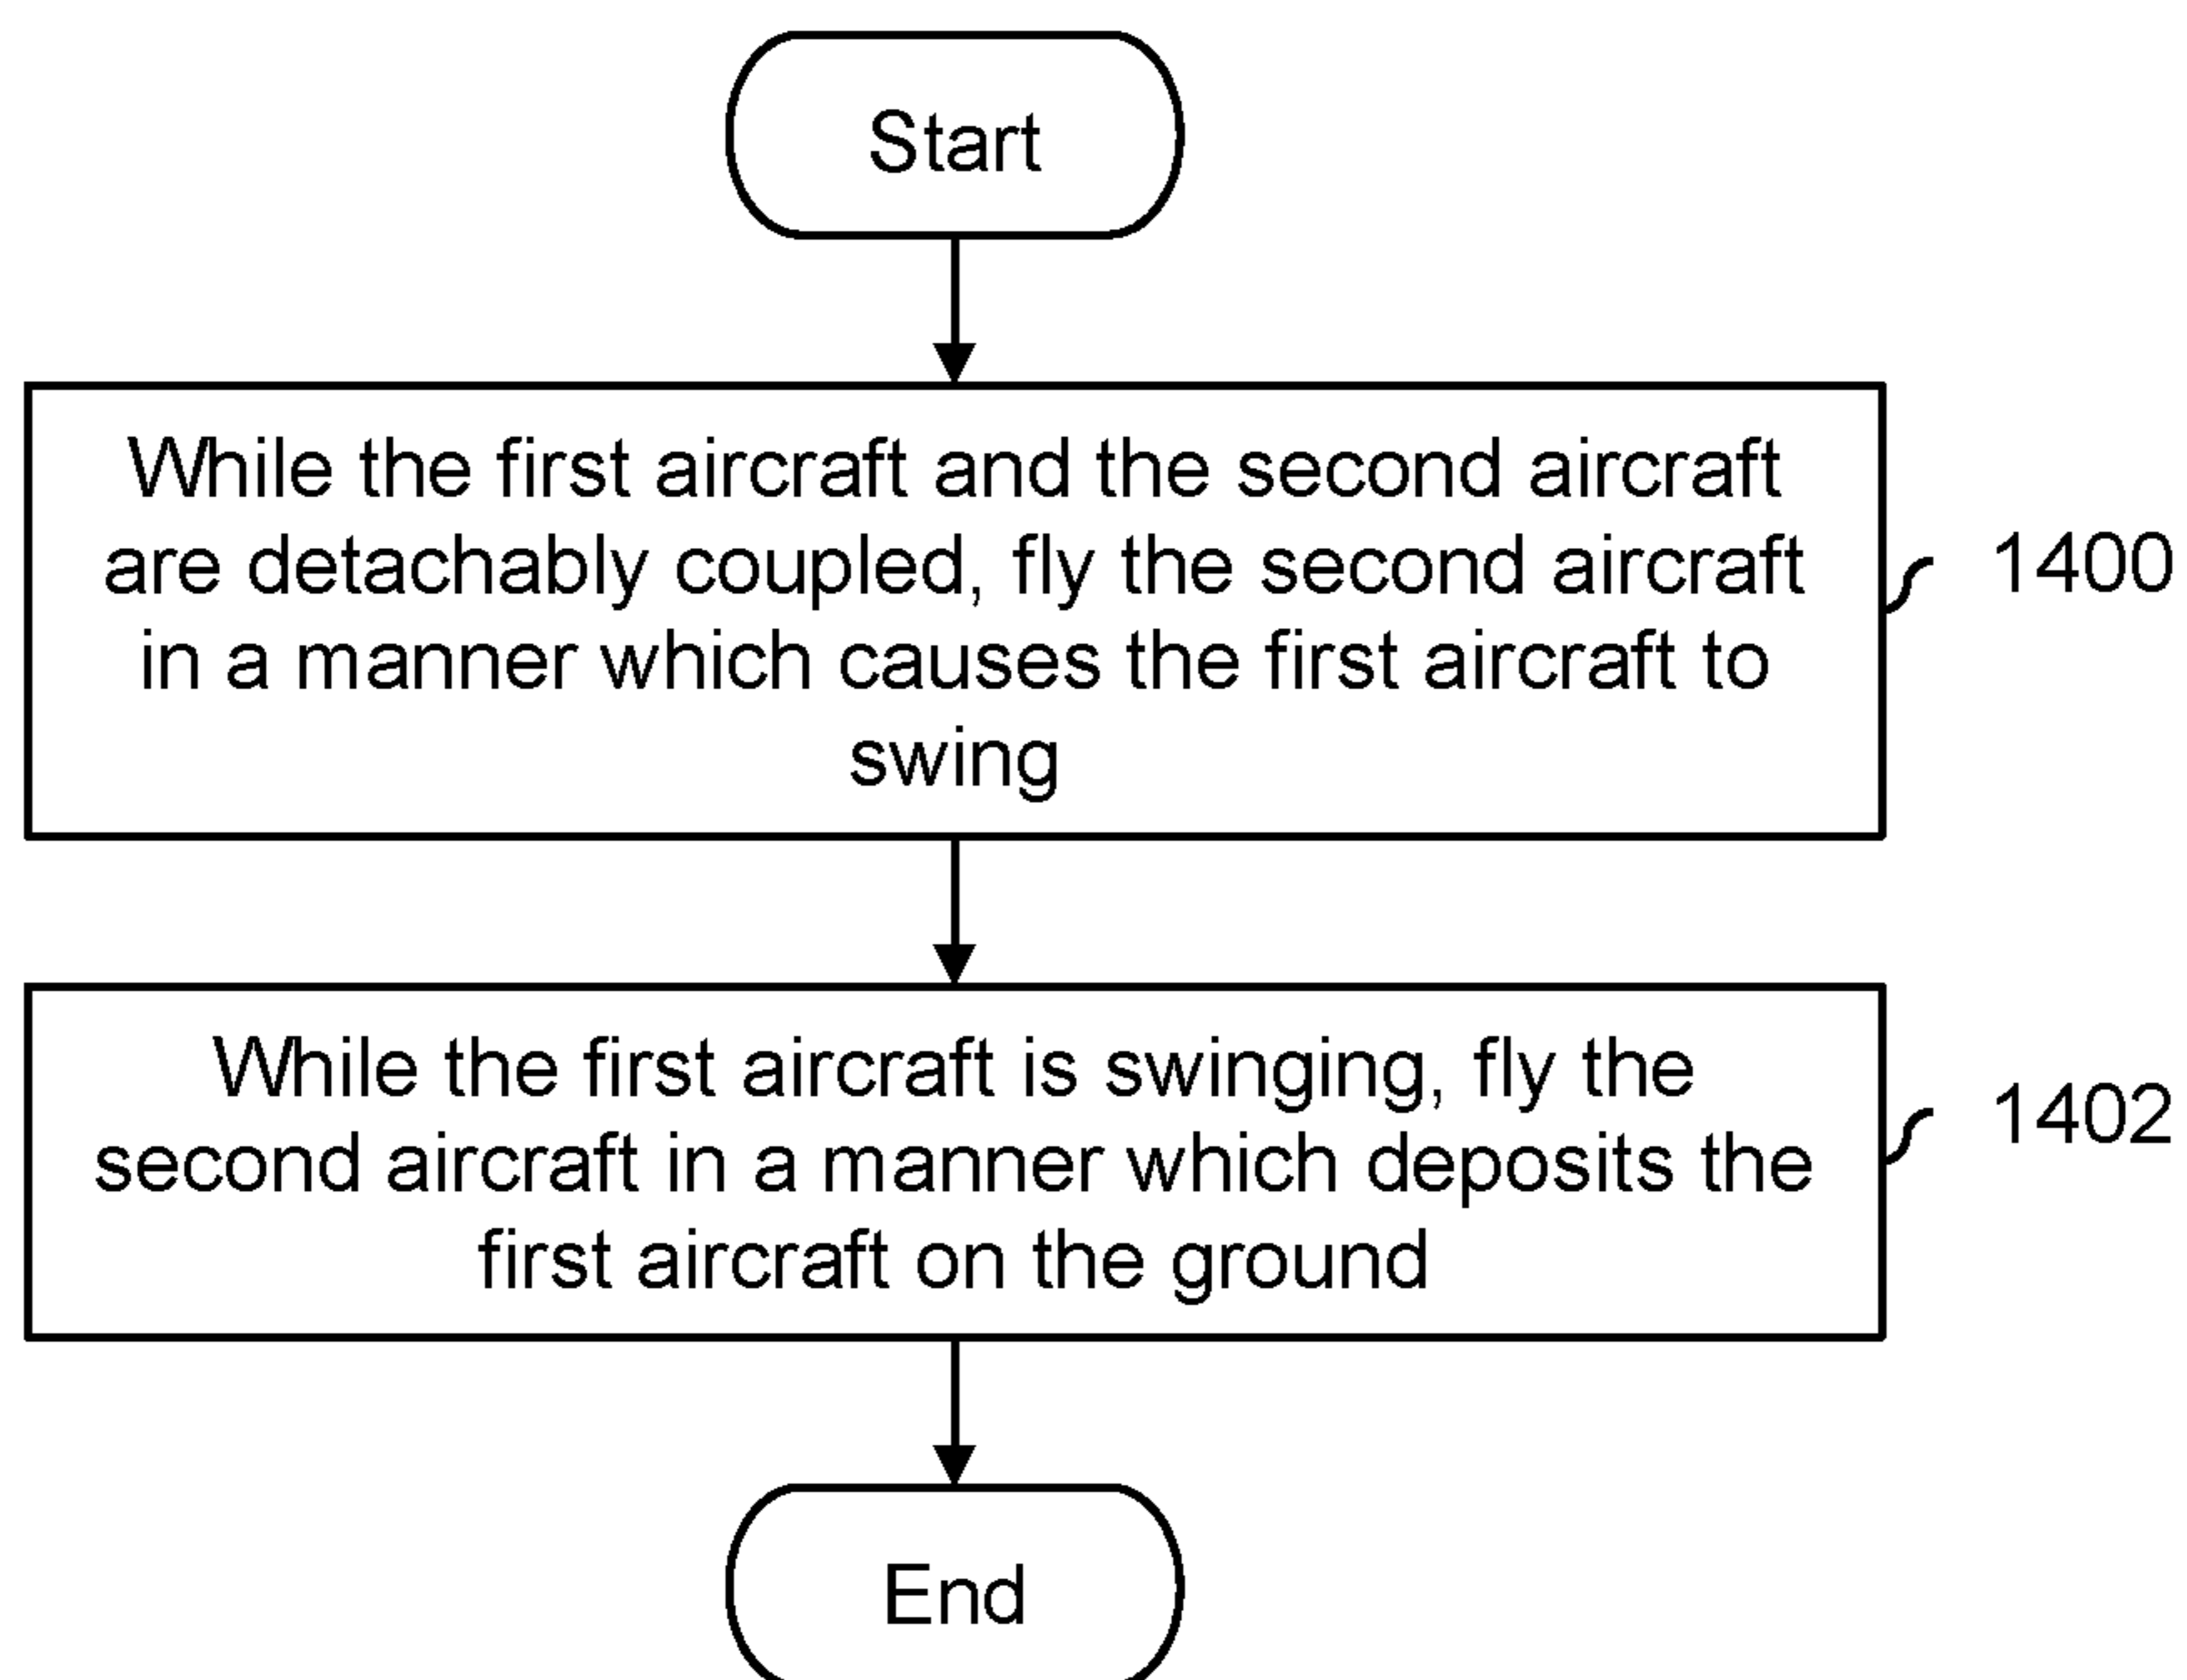 Start
While the first aircraft and the second aircraft
are detachably coupled, fly the second aircraft
in a manner which causes the first aircraft to
swing
1400
While the first aircraft is swinging, fly the
second aircraft in a manner which deposits the
first aircraft on the ground
1402
End